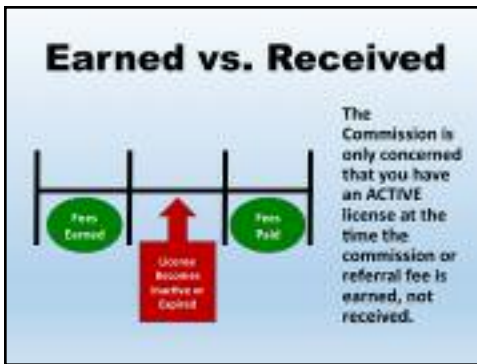 Earned vs. Received
The
Commission is
only concerned
that you have
an ACTIVE
license at the
time the
commission or
referral fee is
earned, not
received.
Fees
Earned
Fees
Paid
License
Becomes
Inactive or
Expired